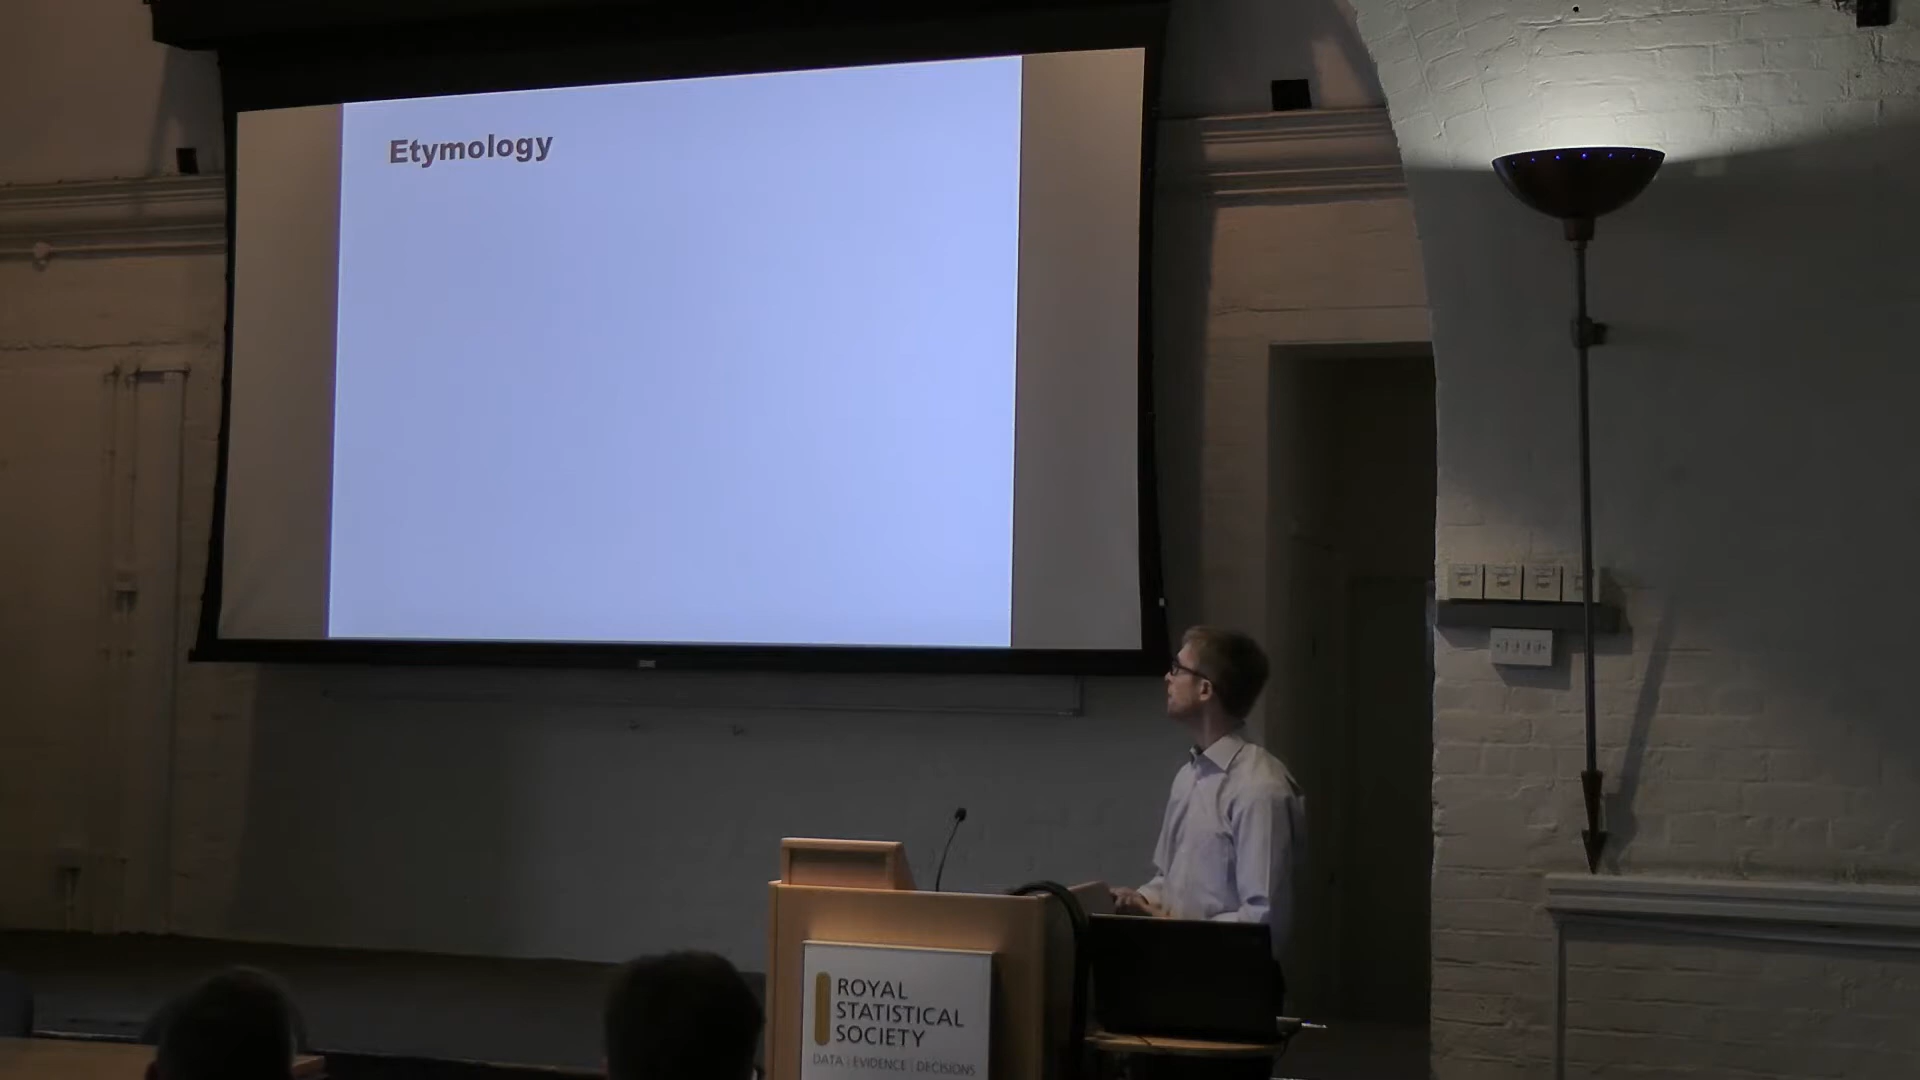 Etymology
ROYAL
STATISTICAL
SOCIETY
DATA | EVIDENCE | DECISIONS